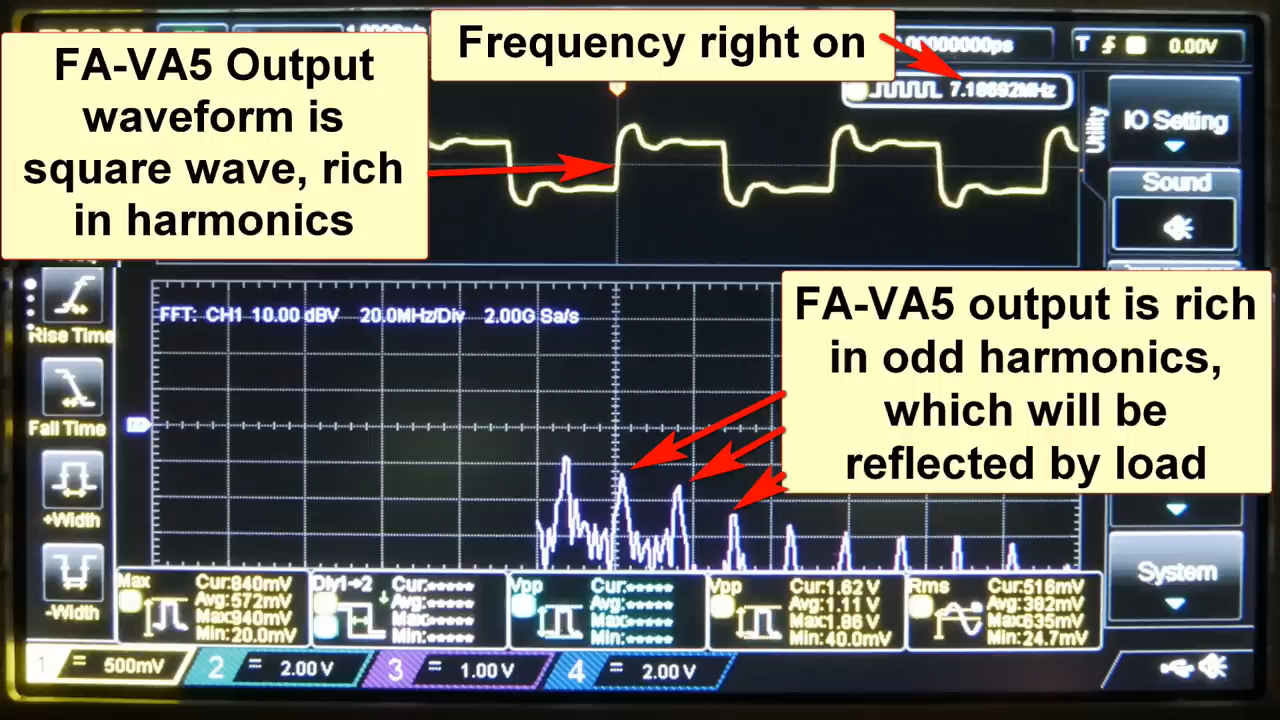 FA-VA5 Output
waveform is
square wave, rich
in harmonics
Frequency right on
T 0.00V
IO Setting
Utility
Sound
FFT: CH1 10.00 dBV 20.0MHz/Div 2.00G Sa/s
FA-VA5 output is rich
in odd harmonics,
which will be
reflected by load
Rise Time
Fall Time
+Width
-Width
System
Max
Cur:840mV
Avg:572mV
Max:940mV
Min:20.0mV
Dly1→2
Cur:*****
Avg:*****
Max:*****
Min:*****
Vpp
Cur:*****
Avg:*****
Max:*****
Min:*****
Vpp
Cur:1.62 V
Avg:1.11 V
Max:1.86 V
Min:40.0mV
Rms
Cur:516mV
Avg:382mV
Max:635mV
Min:24.7mV
1 500mV 2 2.00 V 3 1.00 V 4 2.00 V